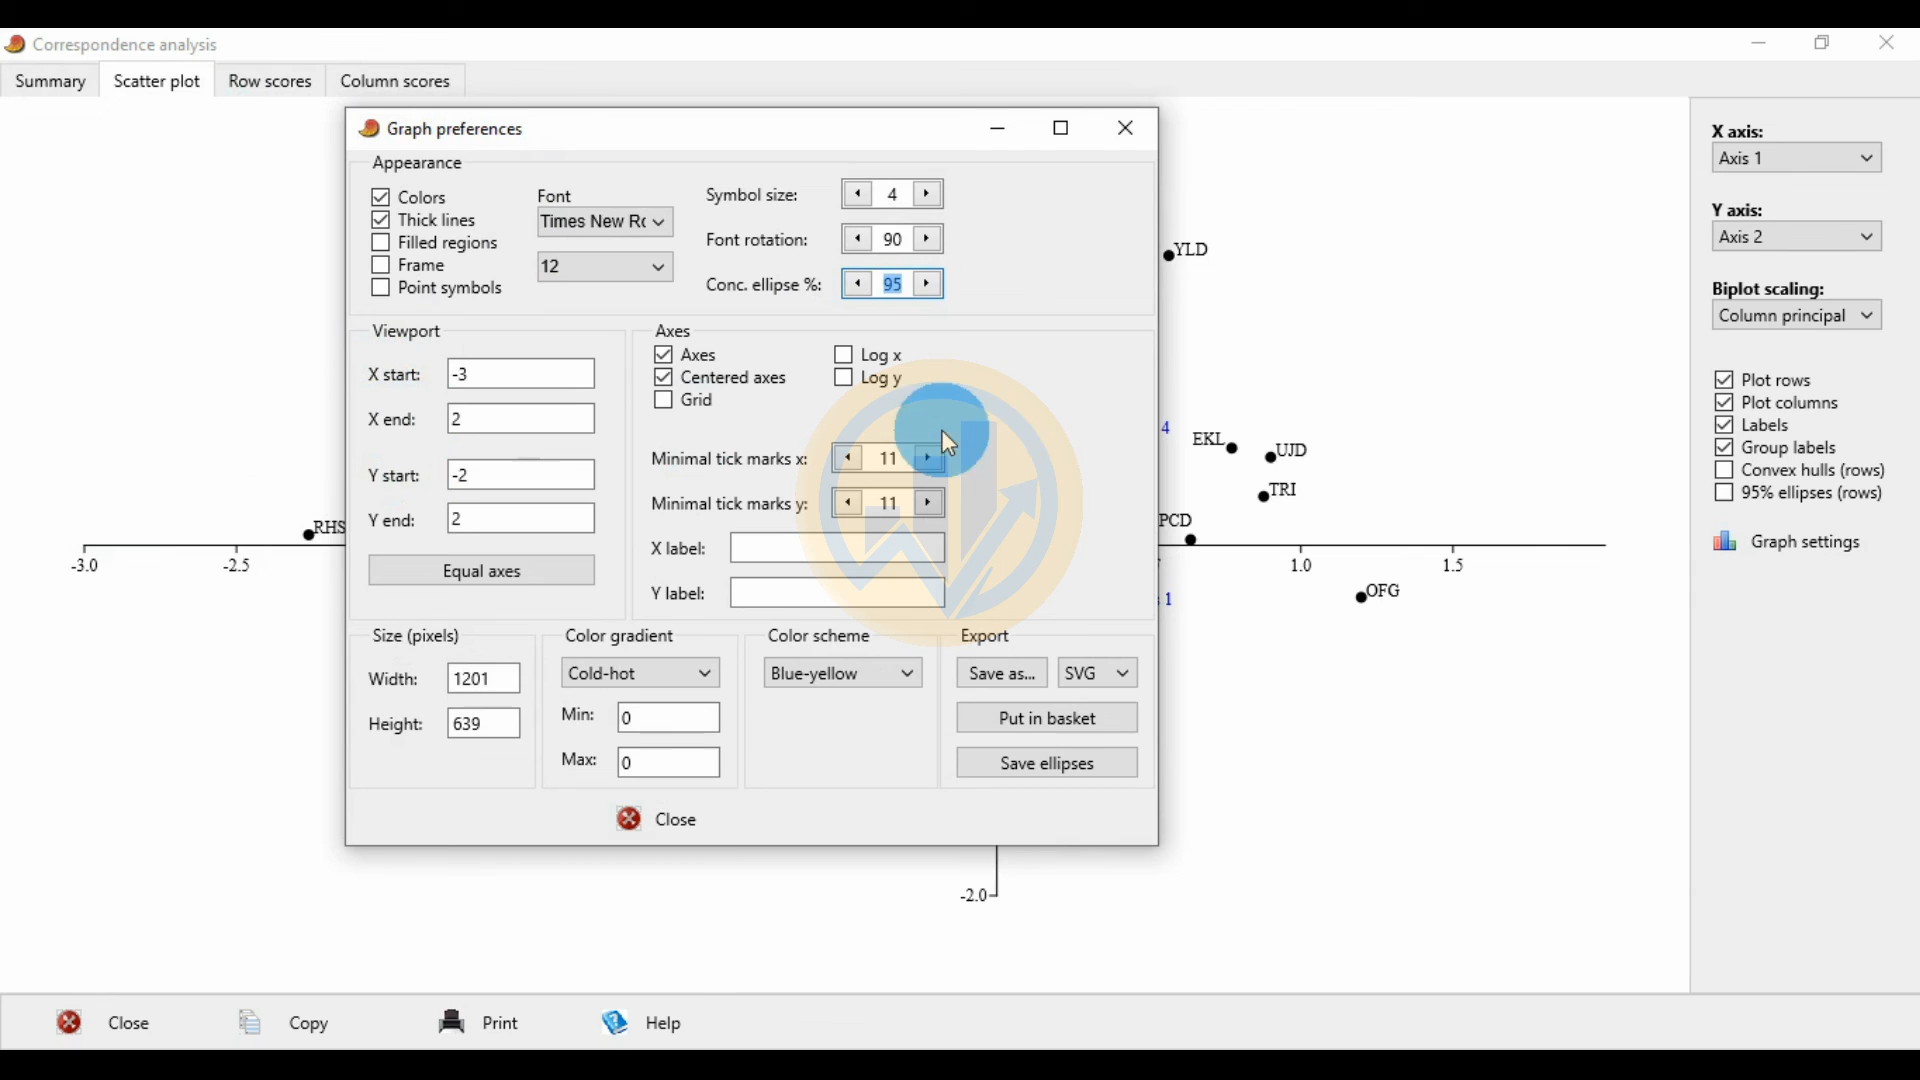 Correspondence analysis
Summary
Scatter plot
Row scores
Column scores
Graph preferences
Appearance
Colors
Thick lines
Filled regions
Frame
Point symbols
Font
Times New Rc
12
Symbol size:
4
Font rotation:
90
Conc. ellipse %:
95
Viewport
X start:
-3
X end:
2
Y start:
-2
Y end:
2
Equal axes
Axes
Axes
Centered axes
Grid
Log x
Log y
Minimal tick marks x:
11
Minimal tick marks y:
11
X label:
Y label:
Size (pixels)
Width:
1201
Height:
639
Color gradient
Cold-hot
Min:
0
Max:
0
Color scheme
Blue-yellow
Export
Save as...
SVG
Put in basket
Save ellipses
Close
YLD
4
EKL
UJD
TRI
PCD
RHS
OFG
1
-3.0
-2.5
1.0
1.5
-2.0
X axis:
Axis 1
Y axis:
Axis 2
Biplot scaling:
Column principal
Plot rows
Plot columns
Labels
Group labels
Convex hulls (rows)
95% ellipses (rows)
Graph settings
Close
Copy
Print
Help